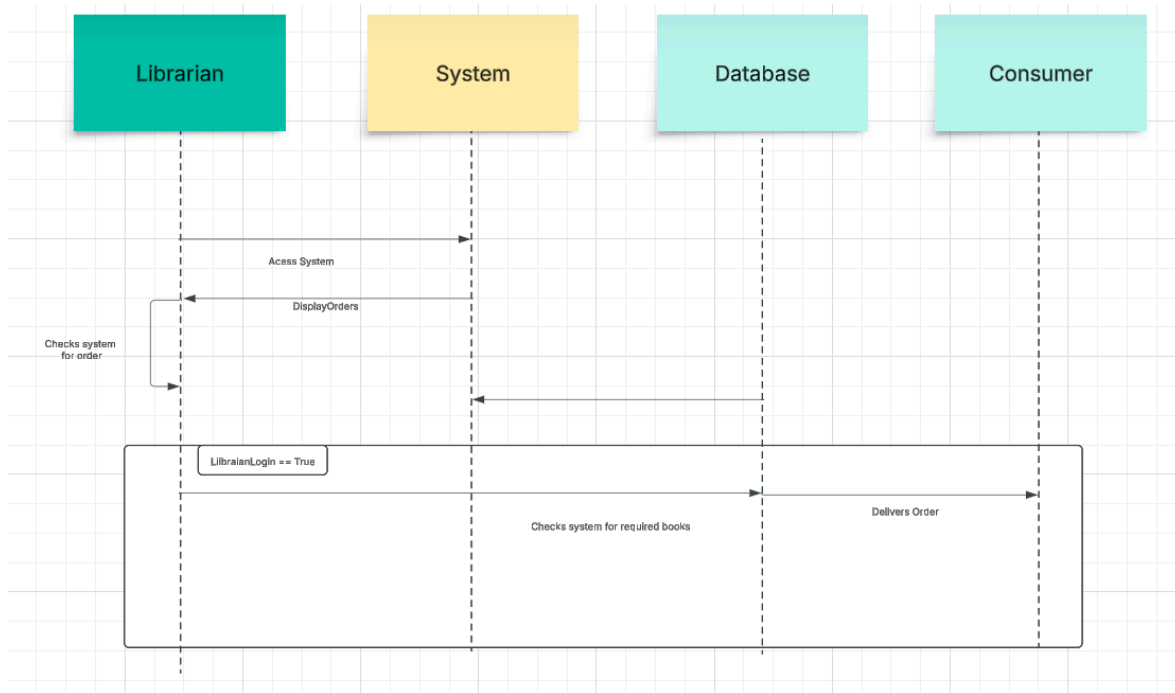 Librarian
System
Database
Consumer
Acess System
DisplayOrders
Checks system
for order
LilbraianLogin == True
Checks system for required books
Delivers Order